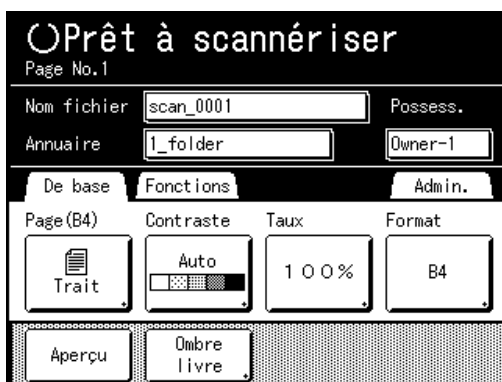 Prêt à scannériser
Page No.1
Nom fichier scan_0001 Possess.
Annuaire 1_folder Owner-1
De base Fonctions Admin.
Page(B4) Contraste Taux Format
Trait Auto 100% B4
Aperçu Ombre livre